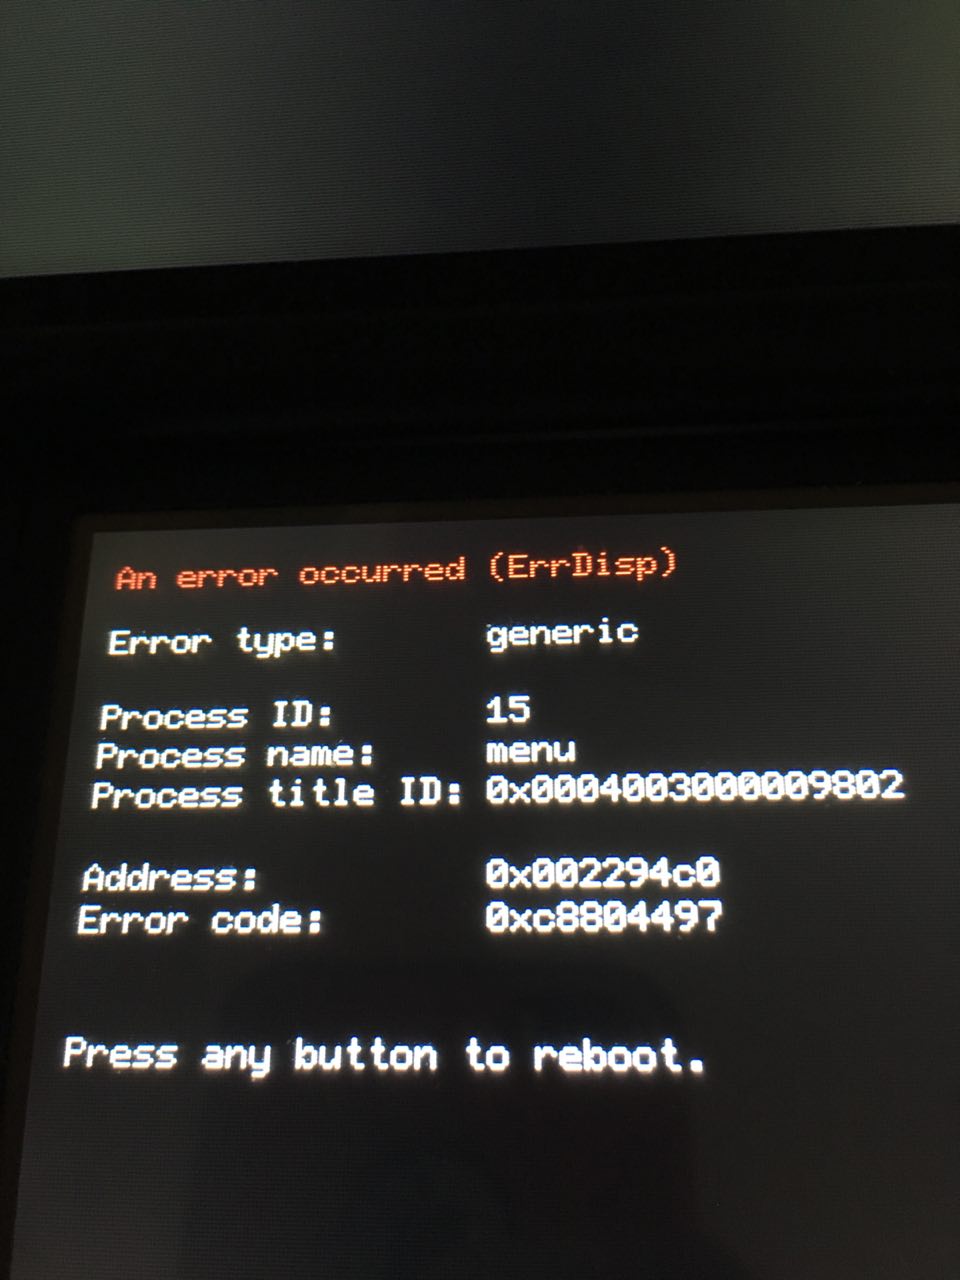 An error occurred (ErrDisp)
Error type: generic
Process ID: 15
Process name: menu
Process title ID: 0x0004003000009802
Address: 0x002294c0
Error code: 0xc8804497
Press any button to reboot.